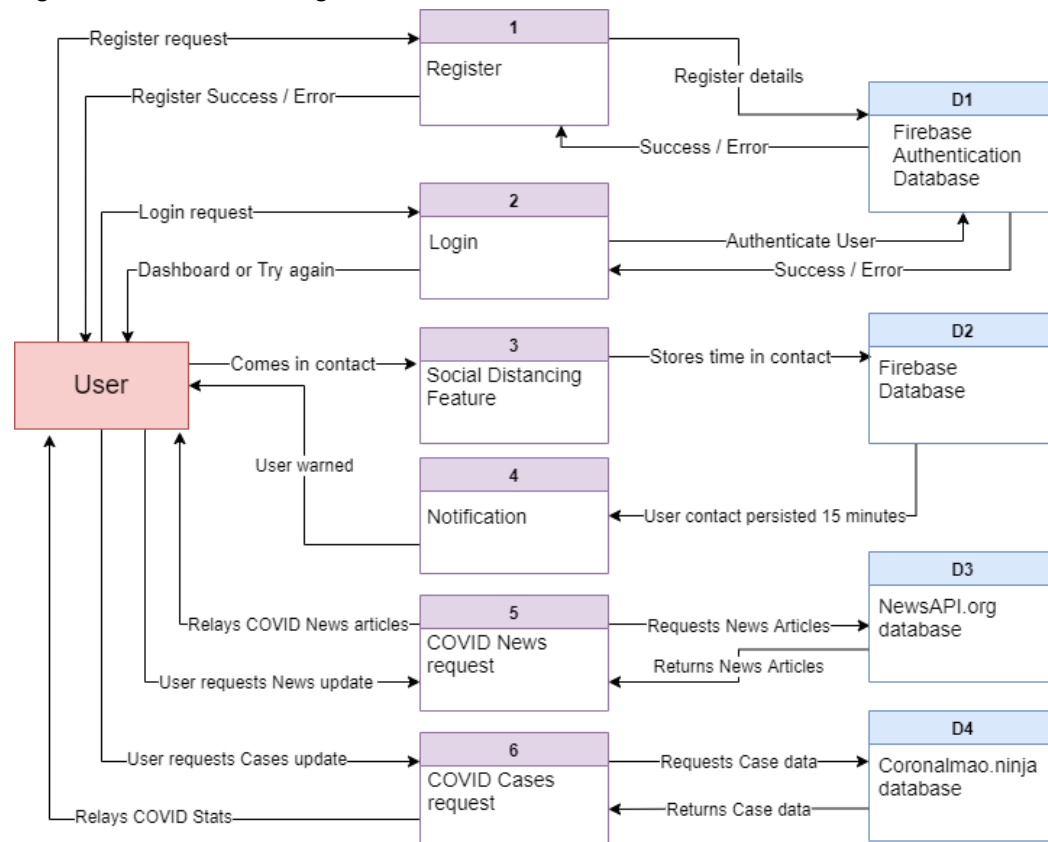 1
Register request
Register
Register details
Register Success / Error
D1
Firebase
Authentication
Database
Success / Error
2
Login request
Login
Authenticate User
Dashboard or Try again
Success / Error
User
3
Comes in contact
Social Distancing
Feature
Stores time in contact
D2
Firebase
Database
User warned
4
Notification
User contact persisted 15 minutes
D3
NewsAPI.org
database
5
Relays COVID News articles
COVID News
request
Requests News Articles
Returns News Articles
User requests News update
D4
Coronalmao.ninja
database
6
User requests Cases update
COVID Cases
request
Requests Case data
Returns Case data
Relays COVID Stats